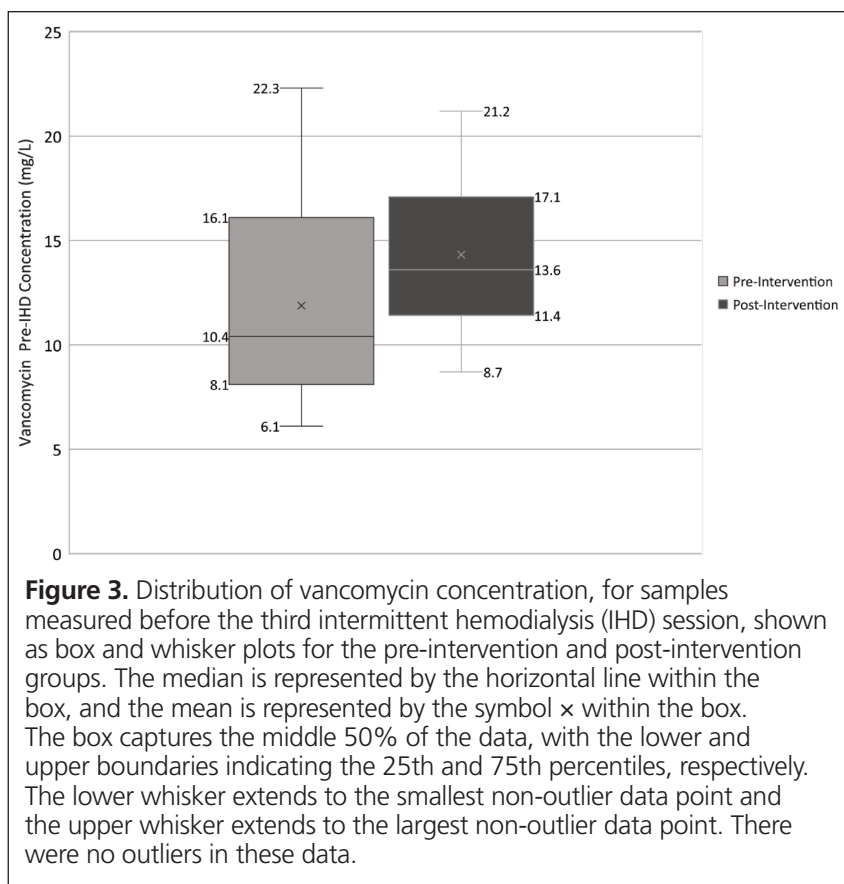 25
20
15
10
5
0
Vancomycin Pre-IHD Concentration (mg/L)
22.3
16.1
10.4
8.1
6.1
21.2
17.1
13.6
11.4
8.7
Pre-Intervention
Post-Intervention
Figure 3. Distribution of vancomycin concentration, for samples
measured before the third intermittent hemodialysis (IHD) session, shown
as box and whisker plots for the pre-intervention and post-intervention
groups. The median is represented by the horizontal line within the
box, and the mean is represented by the symbol × within the box.
The box captures the middle 50% of the data, with the lower and
upper boundaries indicating the 25th and 75th percentiles, respectively.
The lower whisker extends to the smallest non-outlier data point and
the upper whisker extends to the largest non-outlier data point. There
were no outliers in these data.